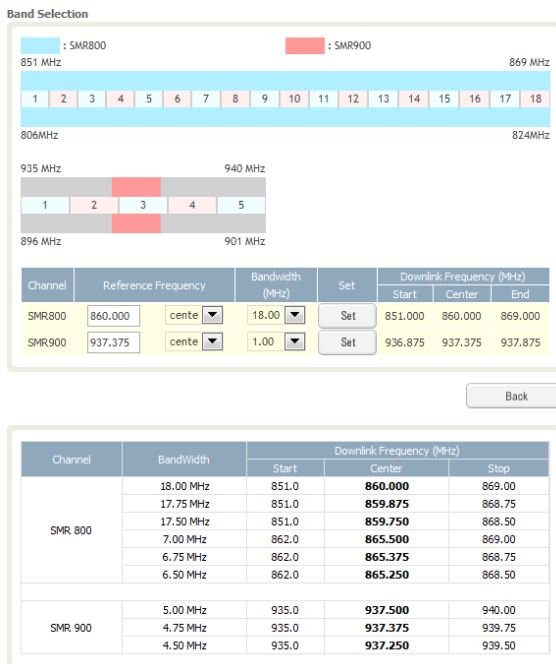 Band Selection
: SMR800 : SMR900
851 MHz 869 MHz
1 2 3 4 5 6 7 8 9 10 11 12 13 14 15 16 17 18
806MHz 824MHz
935 MHz 940 MHz
1 2 3 4 5
896 MHz 901 MHz
Channel Reference Frequency Bandwidth (MHz) Set Downlink Frequency (MHz)
Start Center End
SMR800 860.000 cente 18.00 Set 851.000 860.000 869.000
SMR900 937.375 cente 1.00 Set 936.875 937.375 937.875
Back
Channel BandWidth Downlink Frequency (MHz)
Start Center Stop
SMR 800
18.00 MHz 851.0 860.000 869.00
17.75 MHz 851.0 859.875 868.75
17.50 MHz 851.0 859.750 868.50
7.00 MHz 862.0 865.500 869.00
6.75 MHz 862.0 865.375 868.75
6.50 MHz 862.0 865.250 868.50
SMR 900
5.00 MHz 935.0 937.500 940.00
4.75 MHz 935.0 937.375 939.75
4.50 MHz 935.0 937.250 939.50